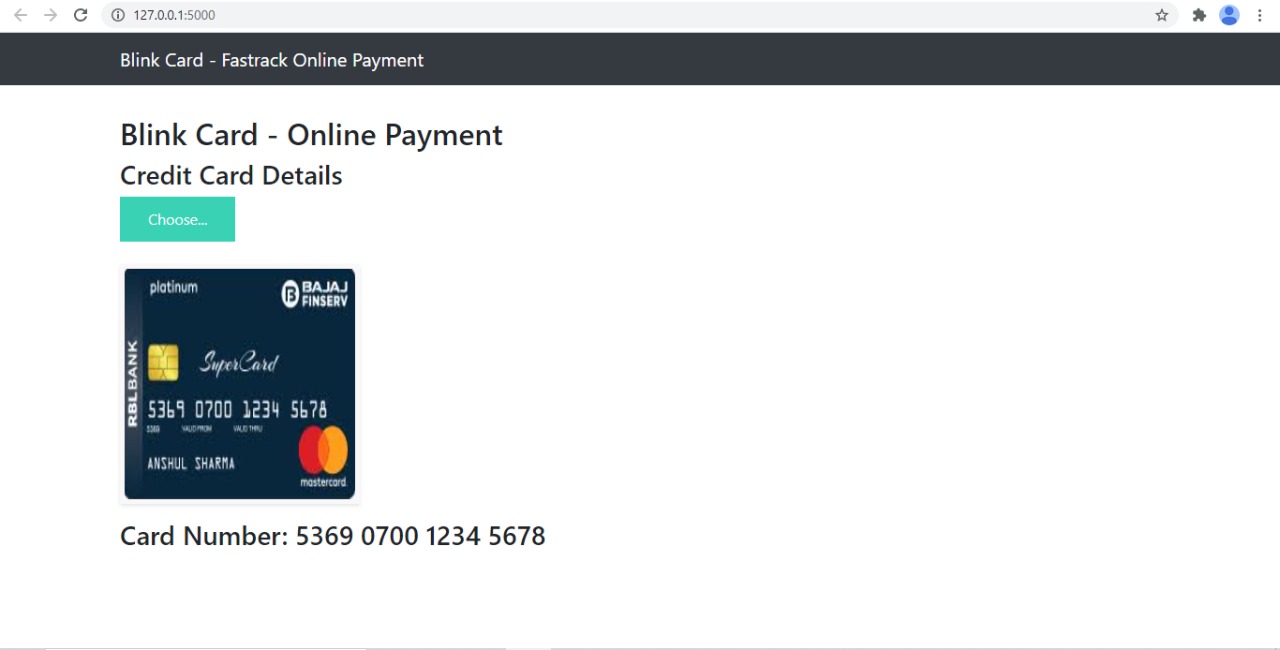 127.0.0.1:5000
Blink Card - Fastrack Online Payment
Blink Card - Online Payment
Credit Card Details
Choose...
platinum
BAJAJ
FINSERV
RBLBANK
SuperCard
5369 0700 1234 5678
5369 VALID FROM VALID THRU
ANSHUL SHARMA
mastercard.
Card Number: 5369 0700 1234 5678